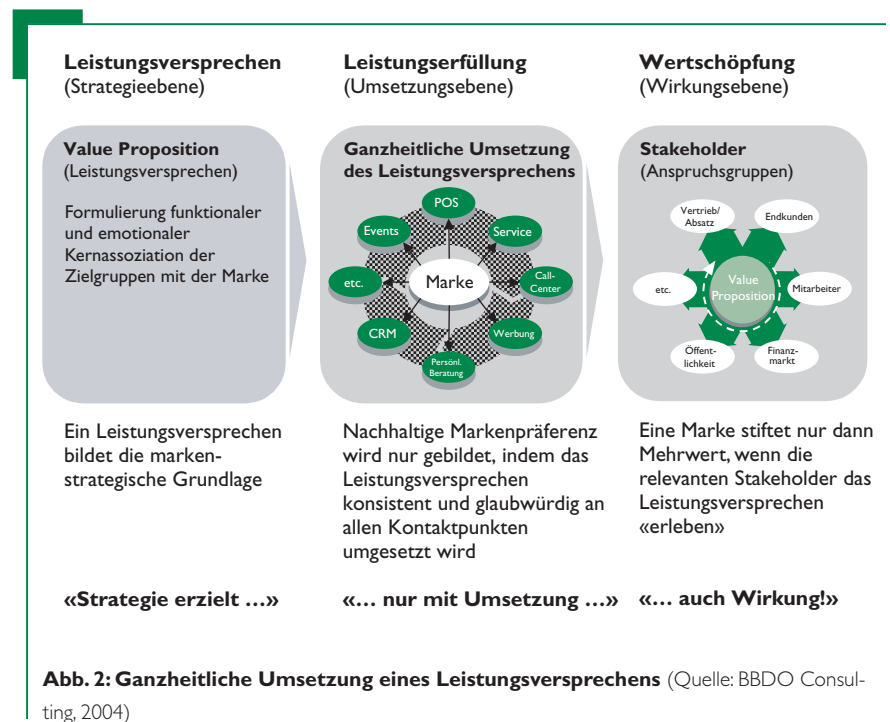 Leistungsversprechen
(Strategieebene)
Value Proposition
(Leistungsversprechen)
Formulierung funktionaler
und emotionaler
Kernassoziation der
Zielgruppen mit der Marke
Ein Leistungsversprechen
bildet die marken-
strategische Grundlage
«Strategie erzielt …»
Leistungserfüllung
(Umsetzungsebene)
Ganzheitliche Umsetzung
des Leistungsversprechens
POS
Events
Service
etc.
Marke
Call-
Center
CRM
Werbung
Persönl.
Beratung
Nachhaltige Markenpräferenz
wird nur gebildet, indem das
Leistungsversprechen
konsistent und glaubwürdig an
allen Kontaktpunkten
umgesetzt wird
«… nur mit Umsetzung …»
Wertschöpfung
(Wirkungsebene)
Stakeholder
(Anspruchsgruppen)
Vertrieb/
Absatz
Endkunden
etc.
Value
Proposition
Mitarbeiter
Öffent-
lichkeit
Finanz-
markt
Eine Marke stiftet nur dann
Mehrwert, wenn die
relevanten Stakeholder das
Leistungsversprechen
«erleben»
«… auch Wirkung!»
Abb. 2: Ganzheitliche Umsetzung eines Leistungsversprechens (Quelle: BBDO Consul-
ting, 2004)